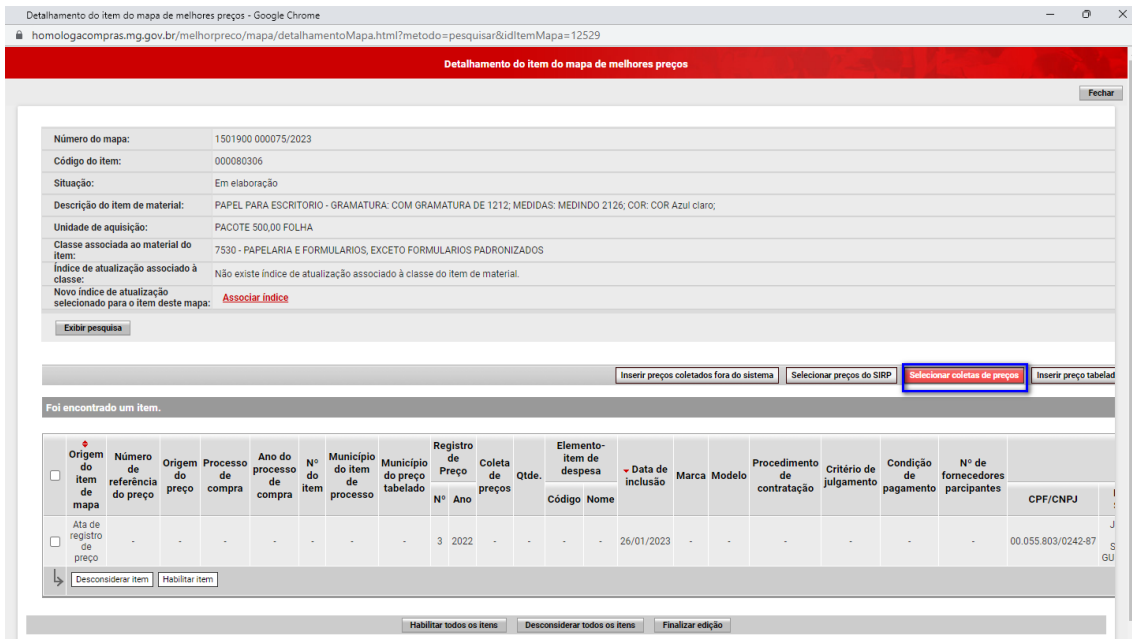 Detalhamento do item do mapa de melhores preços - Google Chrome
homologacompras.mg.gov.br/melhorpreco/mapa/detalhamentoMapa.html?metodo=pesquisar&idItemMapa=12529
Detalhamento do item do mapa de melhores preços
Fechar
Número do mapa: 1501900 000075/2023
Código do item: 000080306
Situação: Em elaboração
Descrição do item de material: PAPEL PARA ESCRITORIO - GRAMATURA: COM GRAMATURA DE 1212; MEDIDAS: MEDINDO 2126; COR: COR Azul claro;
Unidade de aquisição: PACOTE 500,00 FOLHA
Classe associada ao material do item: 7530 - PAPELARIA E FORMULARIOS, EXCETO FORMULARIOS PADRONIZADOS
Índice de atualização associado à classe: Não existe índice de atualização associado à classe do item de material.
Novo índice de atualização selecionado para o item deste mapa: Associar índice
Exibir pesquisa
Inserir preços coletados fora do sistema Selecionar preços do SIRP Selecionar coletas de preços Inserir preço tabelad
Foi encontrado um item.
Origem do item de mapa Número de referência do preço Origem do preço Processo de compra Ano do processo de compra Nº do item Município do item de processo Município do preço tabelado Registro de Preço Nº Ano Coleta de preços Qtde. Elemento-item de despesa Código Nome Data de inclusão Marca Modelo Procedimento de contratação Critério de julgamento Condição de pagamento Nº de fornecedores parcipantes CPF/CNPJ
Ata de registro de preço - - - - - - - 3 2022 - - - - 26/01/2023 - - - - - - 00.055.803/0242-87 J S GU
Desconsiderar item Habilitar item
Habilitar todos os itens Desconsiderar todos os itens Finalizar edição